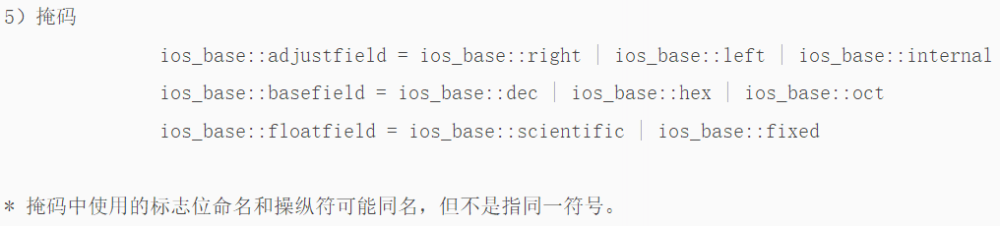 5）掩码
ios_base::adjustfield = ios_base::right | ios_base::left | ios_base::internal
ios_base::basefield = ios_base::dec | ios_base::hex | ios_base::oct
ios_base::floatfield = ios_base::scientific | ios_base::fixed
* 掩码中使用的标志位命名和操纵符可能同名，但不是指同一符号。